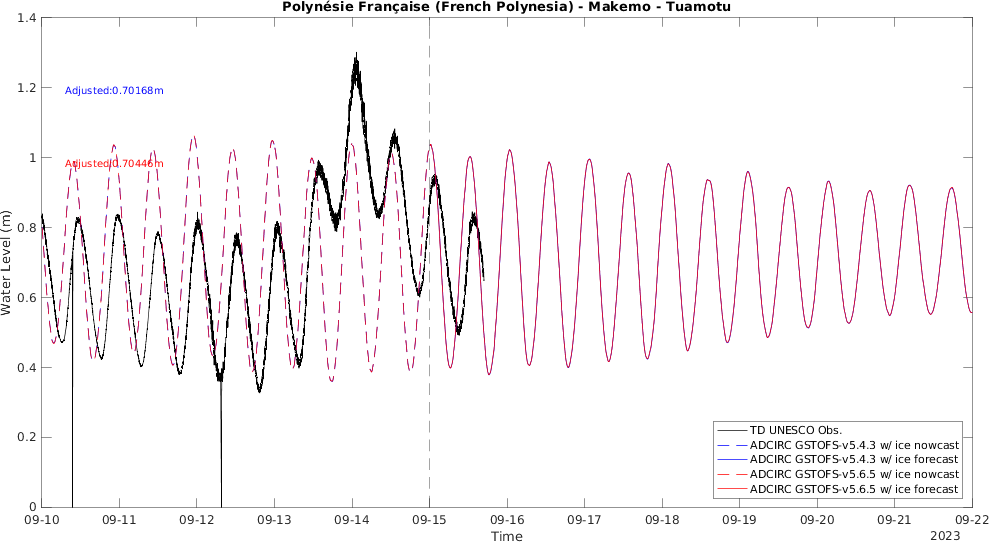 Polynésie Française (French Polynesia) - Makemo - Tuamotu
1.4
1.2
1
0.8
0.6
0.4
0.2
0
Water Level (m)
Adjusted:0.70168m
Adjusted:0.70446m
TD UNESCO Obs.
ADCIRC GSTOFS-v5.4.3 w/ ice nowcast
ADCIRC GSTOFS-v5.4.3 w/ ice forecast
ADCIRC GSTOFS-v5.6.5 w/ ice nowcast
ADCIRC GSTOFS-v5.6.5 w/ ice forecast
09-10 09-11 09-12 09-13 09-14 09-15 09-16 09-17 09-18 09-19 09-20 09-21 09-22
Time
2023